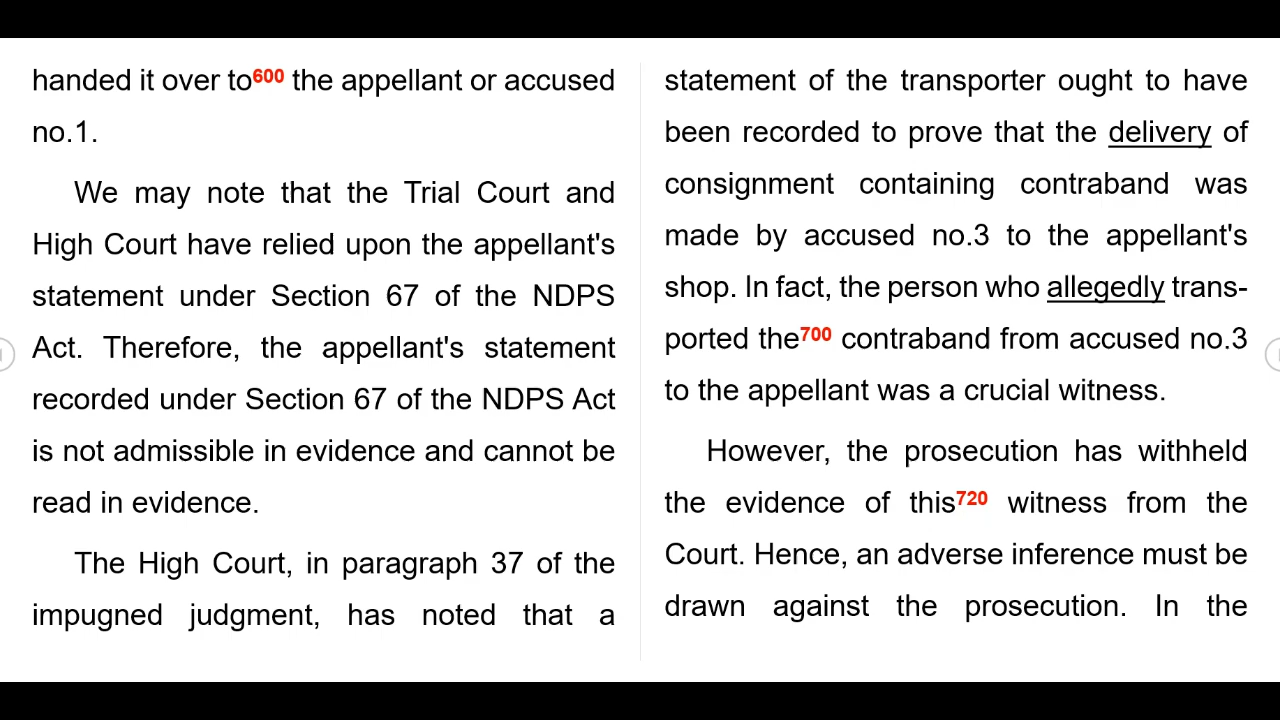 handed it over to600 the appellant or accused
no.1.
We may note that the Trial Court and
High Court have relied upon the appellant's
statement under Section 67 of the NDPS
Act. Therefore, the appellant's statement
recorded under Section 67 of the NDPS Act
is not admissible in evidence and cannot be
read in evidence.
The High Court, in paragraph 37 of the
impugned judgment, has noted that a
statement of the transporter ought to have
been recorded to prove that the delivery of
consignment containing contraband was
made by accused no.3 to the appellant's
shop. In fact, the person who allegedly trans-
ported the700 contraband from accused no.3
to the appellant was a crucial witness.
However, the prosecution has withheld
the evidence of this720 witness from the
Court. Hence, an adverse inference must be
drawn against the prosecution. In the